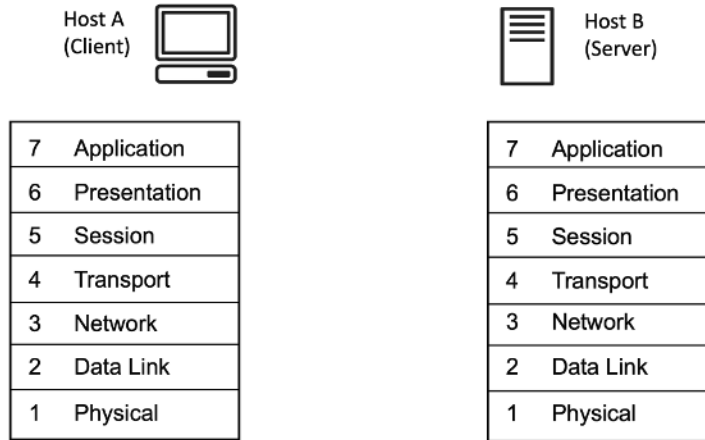 Host A
(Client)
Host B
(Server)
7 Application
6 Presentation
5 Session
4 Transport
3 Network
2 Data Link
1 Physical
7 Application
6 Presentation
5 Session
4 Transport
3 Network
2 Data Link
1 Physical